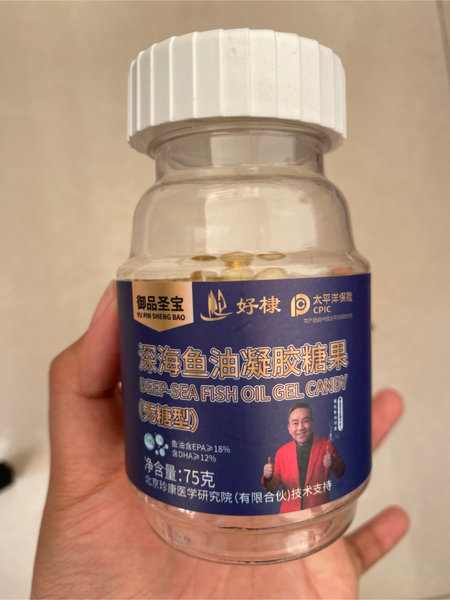 御品圣宝
YU PIN SHENG BAO
好棣
太平洋保险
CPIC
深海鱼油凝胶糖果
DEEP-SEA FISH OIL GEL CANDY
(无糖型)
鱼油含EPA≥18%
含DHA≥12%
净含量:75克
北京珍康医学研究院(有限合伙)技术支持